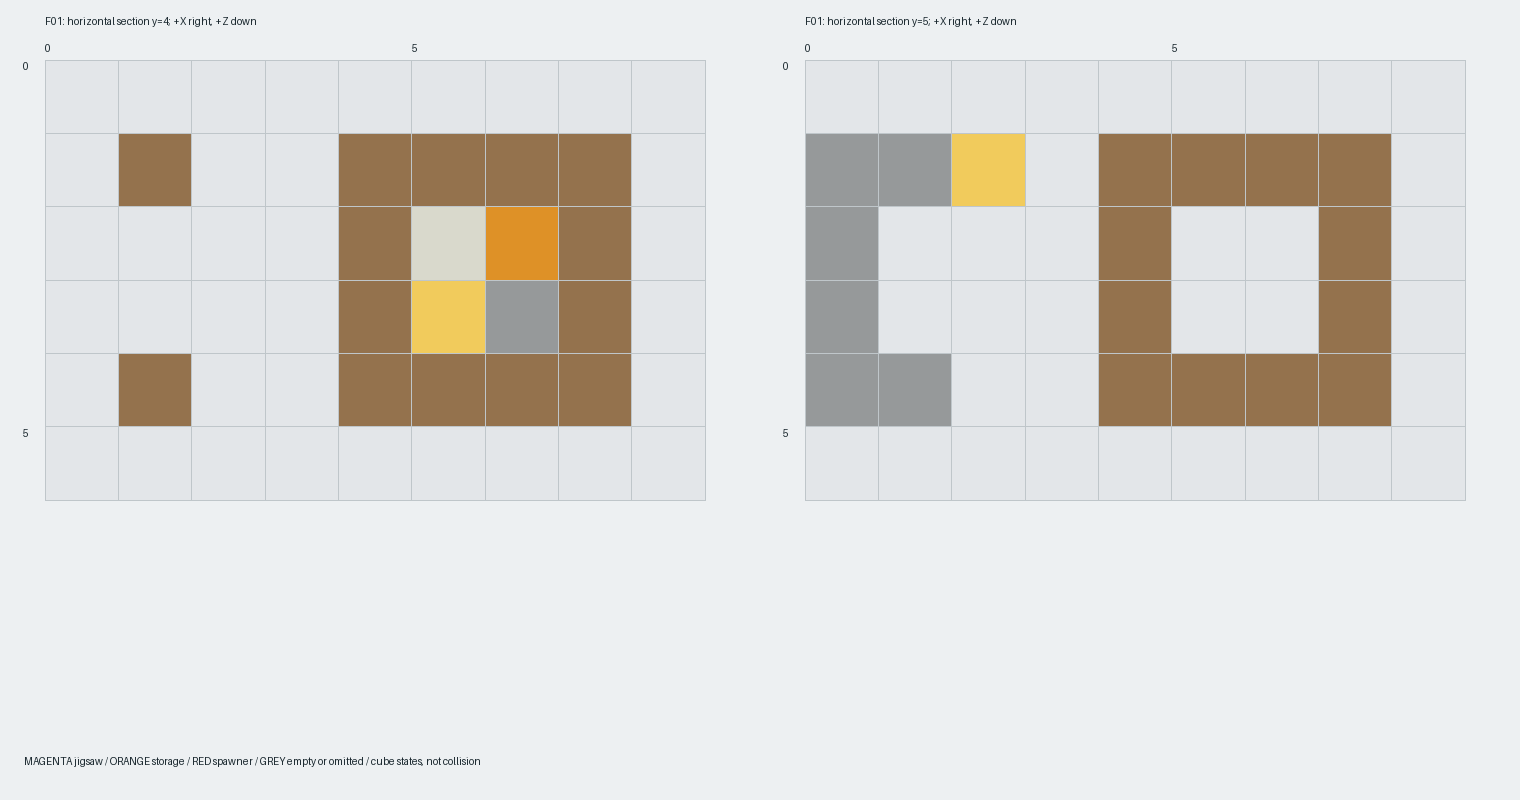 F01: horizontal section y=4; +X right, +Z down
F01: horizontal section y=5; +X right, +Z down
0 5
0 5
0
0
5
5
MAGENTA jigsaw / ORANGE storage / RED spawner / GREY empty or omitted / cube states, not collision